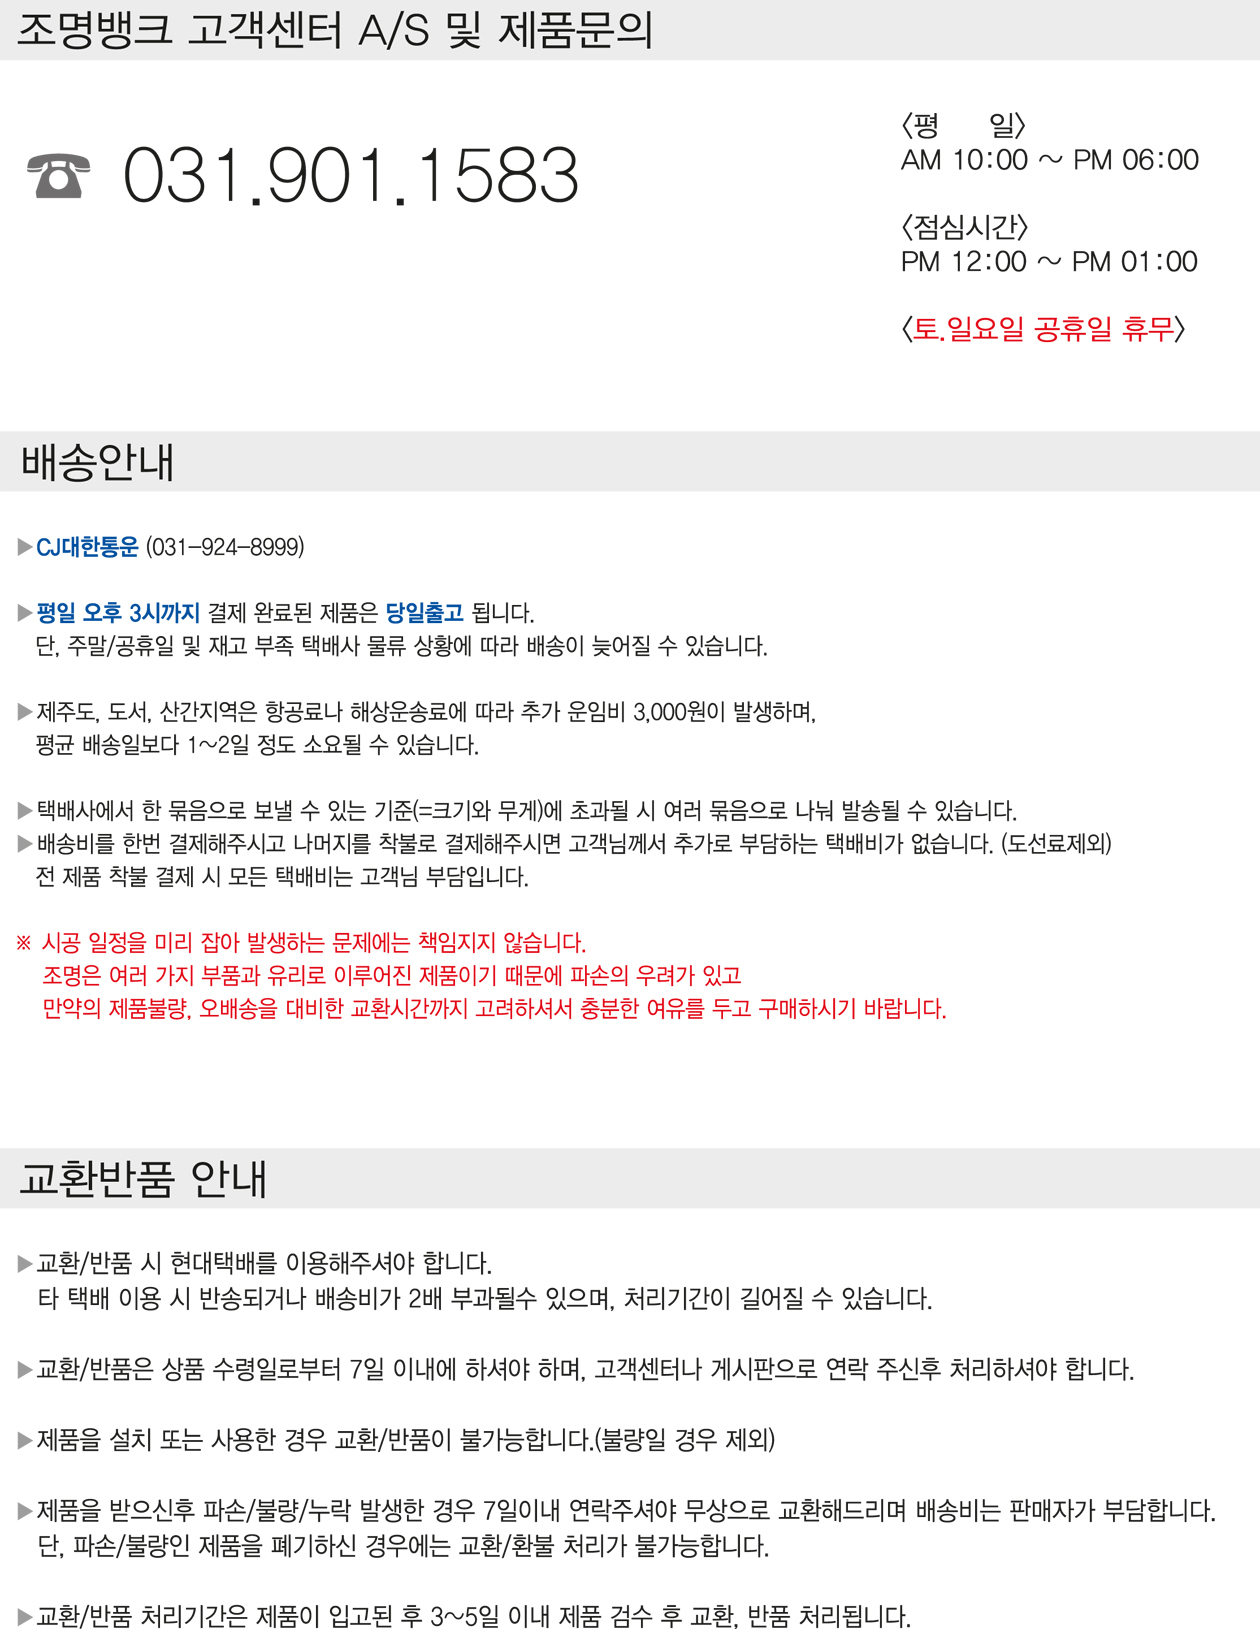 조명뱅크 고객센터 A/S 및 제품문의
031.901.1583
〈평 일〉
AM 10:00 ~ PM 06:00
〈점심시간〉
PM 12:00 ~ PM 01:00
〈토.일요일 공휴일 휴무〉
배송안내
▶CJ대한통운 (031-924-8999)
▶평일 오후 3시까지 결제 완료된 제품은 당일출고 됩니다.
단, 주말/공휴일 및 재고 부족 택배사 물류 상황에 따라 배송이 늦어질 수 있습니다.
▶제주도, 도서, 산간지역은 항공료나 해상운송료에 따라 추가 운임비 3,000원이 발생하며,
평균 배송일보다 1~2일 정도 소요될 수 있습니다.
▶택배사에서 한 묶음으로 보낼 수 있는 기준(=크기와 무게)에 초과될 시 여러 묶음으로 나눠 발송될 수 있습니다.
▶배송비를 한번 결제해주시고 나머지를 착불로 결제해주시면 고객님께서 추가로 부담하는 택배비가 없습니다. (도선료제외)
전 제품 착불 결제 시 모든 택배비는 고객님 부담입니다.
※ 시공 일정을 미리 잡아 발생하는 문제에는 책임지지 않습니다.
조명은 여러 가지 부품과 유리로 이루어진 제품이기 때문에 파손의 우려가 있고
만약의 제품불량, 오배송을 대비한 교환시간까지 고려하셔서 충분한 여유를 두고 구매하시기 바랍니다.
교환반품 안내
▶교환/반품 시 현대택배를 이용해주셔야 합니다.
타 택배 이용 시 반송되거나 배송비가 2배 부과될수 있으며, 처리기간이 길어질 수 있습니다.
▶교환/반품은 상품 수령일로부터 7일 이내에 하셔야 하며, 고객센터나 게시판으로 연락 주신후 처리하셔야 합니다.
▶제품을 설치 또는 사용한 경우 교환/반품이 불가능합니다.(불량일 경우 제외)
▶제품을 받으신후 파손/불량/누락 발생한 경우 7일이내 연락주셔야 무상으로 교환해드리며 배송비는 판매자가 부담합니다.
단, 파손/불량인 제품을 폐기하신 경우에는 교환/환불 처리가 불가능합니다.
▶교환/반품 처리기간은 제품이 입고된 후 3~5일 이내 제품 검수 후 교환, 반품 처리됩니다.